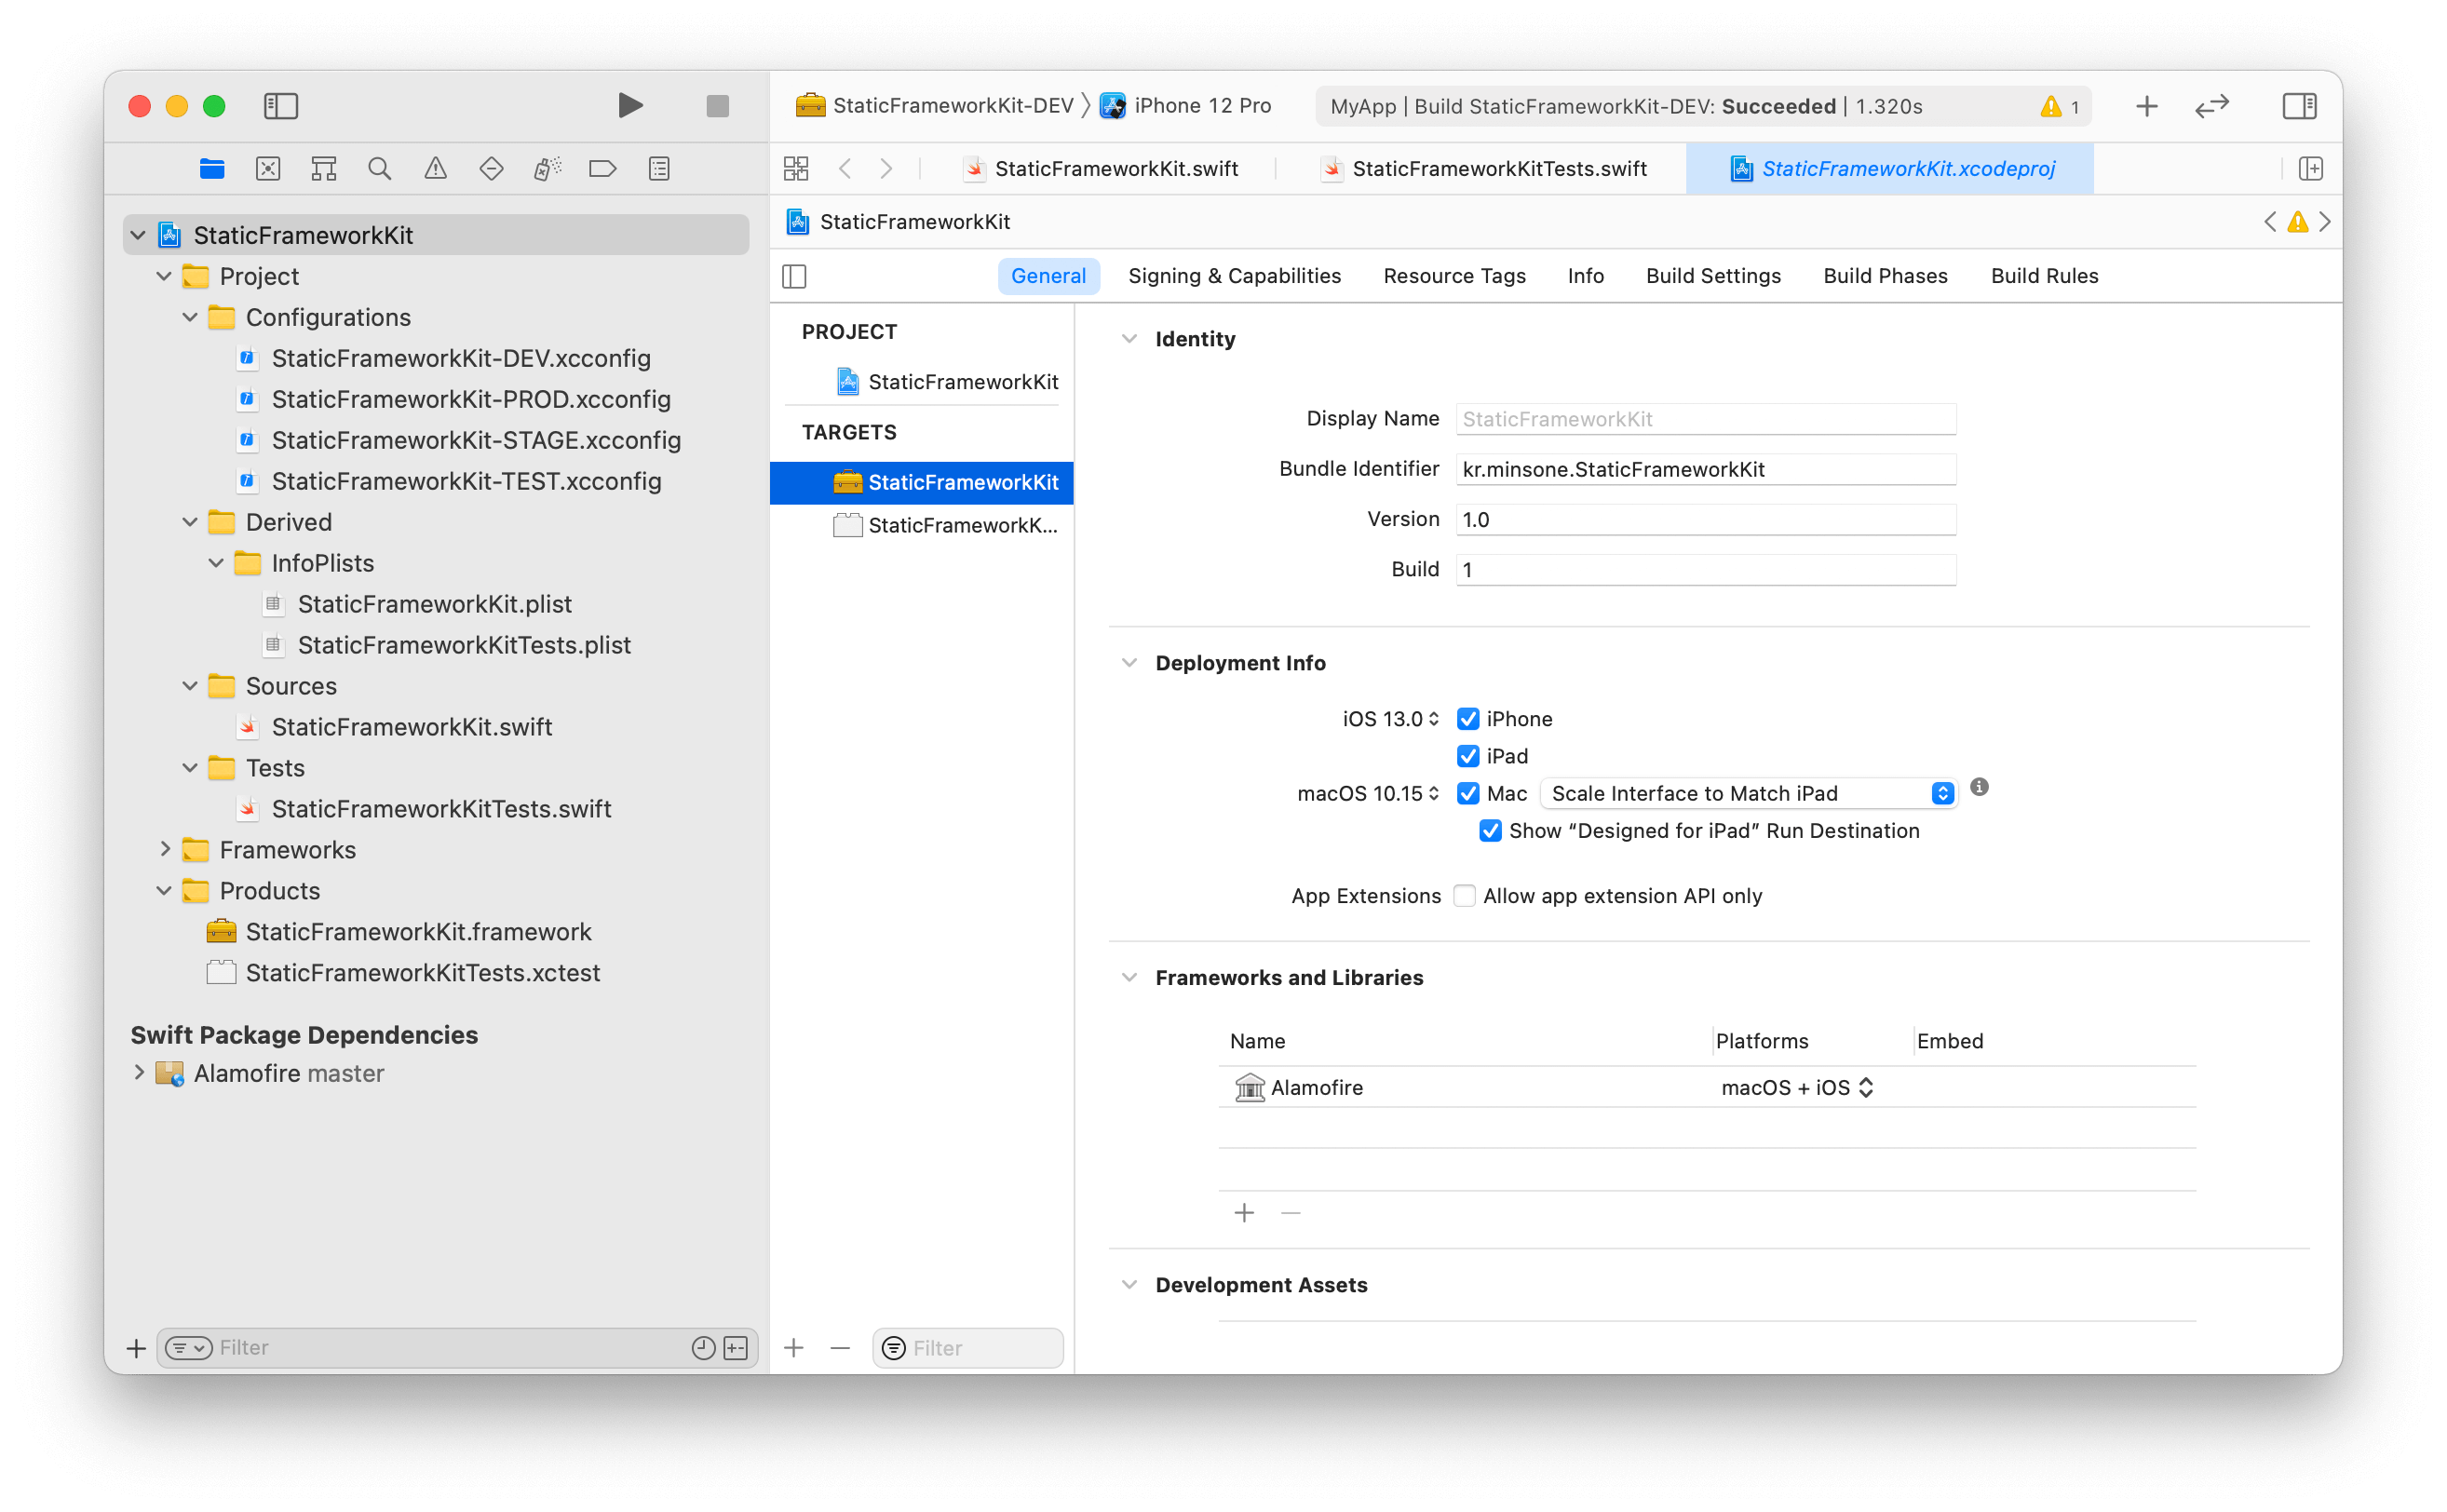 StaticFrameworkKit-DEV
iPhone 12 Pro
MyApp | Build StaticFrameworkKit-DEV: Succeeded | 1.320s
1
StaticFrameworkKit.swift
StaticFrameworkKitTests.swift
StaticFrameworkKit.xcodeproj
StaticFrameworkKit
Project
Configurations
StaticFrameworkKit-DEV.xcconfig
StaticFrameworkKit-PROD.xcconfig
StaticFrameworkKit-STAGE.xcconfig
StaticFrameworkKit-TEST.xcconfig
Derived
InfoPlists
StaticFrameworkKit.plist
StaticFrameworkKitTests.plist
Sources
StaticFrameworkKit.swift
Tests
StaticFrameworkKitTests.swift
Frameworks
Products
StaticFrameworkKit.framework
StaticFrameworkKitTests.xctest
Swift Package Dependencies
Alamofire master
Filter
StaticFrameworkKit
General
Signing & Capabilities
Resource Tags
Info
Build Settings
Build Phases
Build Rules
PROJECT
StaticFrameworkKit
TARGETS
StaticFrameworkKit
StaticFrameworkK...
Filter
Identity
Display Name StaticFrameworkKit
Bundle Identifier kr.minsone.StaticFrameworkKit
Version 1.0
Build 1
Deployment Info
iOS 13.0 iPhone
iPad
macOS 10.15 Mac Scale Interface to Match iPad
Show “Designed for iPad” Run Destination
App Extensions Allow app extension API only
Frameworks and Libraries
Name Platforms Embed
Alamofire macOS + iOS
Development Assets